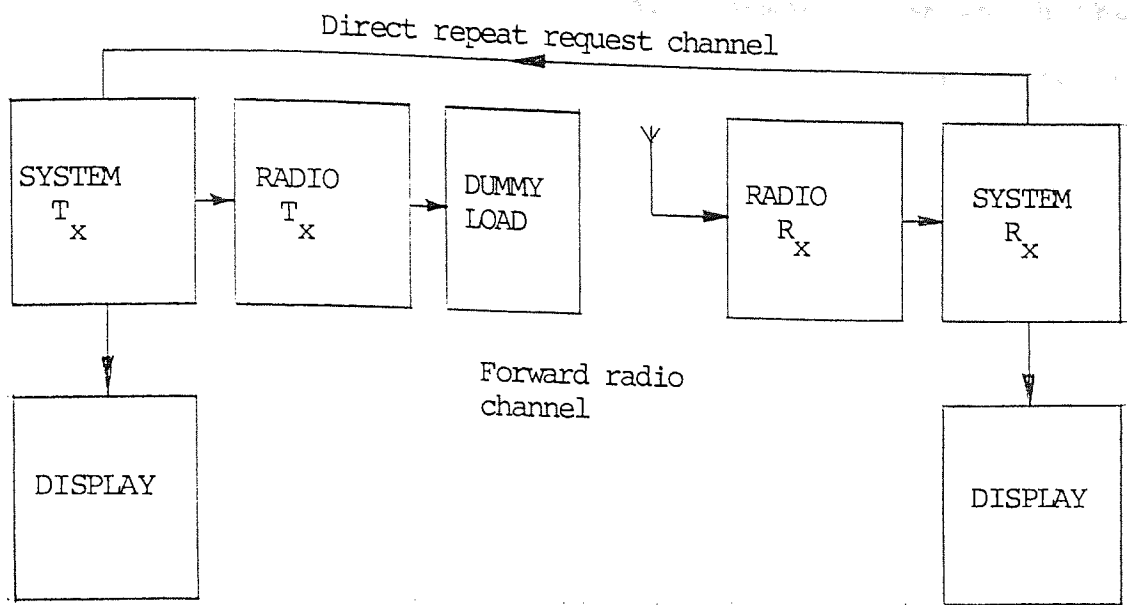 Direct repeat request channel
SYSTEM
Tx
RADIO
Tx
DUMMY
LOAD
RADIO
Rx
SYSTEM
Rx
Forward radio
channel
DISPLAY
DISPLAY